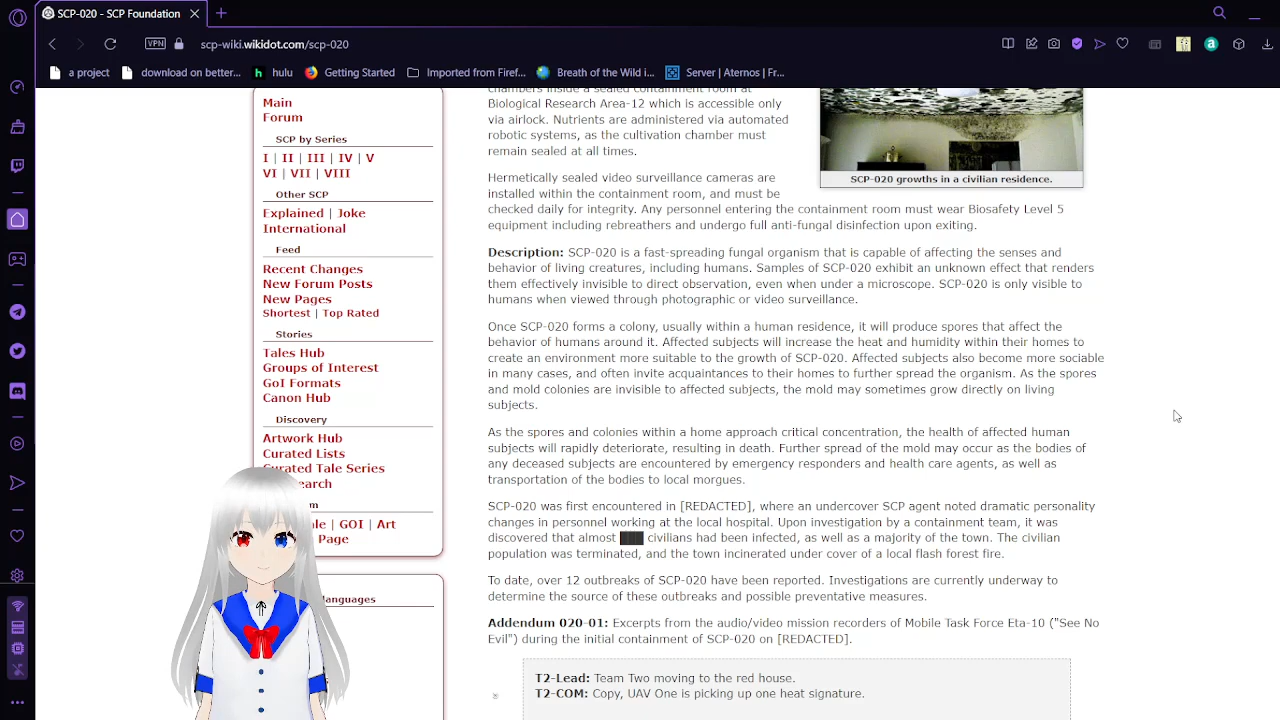 SCP-020 - SCP Foundation
VPN
scp-wiki.wikidot.com/scp-020
a project
download on better...
hulu
Getting Started
Imported from Firef...
Breath of the Wild i...
Server | Aternos | Fr...
Main
Forum
SCP by Series
I | II | III | IV | V
VI | VII | VIII
Other SCP
Explained | Joke
International
Feed
Recent Changes
New Forum Posts
New Pages
Shortest | Top Rated
Stories
Tales Hub
Groups of Interest
GoI Formats
Canon Hub
Discovery
Artwork Hub
Curated Lists
Curated Tale Series
| GOI | Art
Page
languages
chambers inside a sealed containment room at
Biological Research Area-12 which is accessible only
via airlock. Nutrients are administered via automated
robotic systems, as the cultivation chamber must
remain sealed at all times.
SCP-020 growths in a civilian residence.
Hermetically sealed video surveillance cameras are
installed within the containment room, and must be
checked daily for integrity. Any personnel entering the containment room must wear Biosafety Level 5
equipment including rebreathers and undergo full anti-fungal disinfection upon exiting.
Description: SCP-020 is a fast-spreading fungal organism that is capable of affecting the senses and
behavior of living creatures, including humans. Samples of SCP-020 exhibit an unknown effect that renders
them effectively invisible to direct observation, even when under a microscope. SCP-020 is only visible to
humans when viewed through photographic or video surveillance.
Once SCP-020 forms a colony, usually within a human residence, it will produce spores that affect the
behavior of humans around it. Affected subjects will increase the heat and humidity within their homes to
create an environment more suitable to the growth of SCP-020. Affected subjects also become more sociable
in many cases, and often invite acquaintances to their homes to further spread the organism. As the spores
and mold colonies are invisible to affected subjects, the mold may sometimes grow directly on living
subjects.
As the spores and colonies within a home approach critical concentration, the health of affected human
subjects will rapidly deteriorate, resulting in death. Further spread of the mold may occur as the bodies of
any deceased subjects are encountered by emergency responders and health care agents, as well as
transportation of the bodies to local morgues.
SCP-020 was first encountered in [REDACTED], where an undercover SCP agent noted dramatic personality
changes in personnel working at the local hospital. Upon investigation by a containment team, it was
discovered that almost ███ civilians had been infected, as well as a majority of the town. The civilian
population was terminated, and the town incinerated under cover of a local flash forest fire.
To date, over 12 outbreaks of SCP-020 have been reported. Investigations are currently underway to
determine the source of these outbreaks and possible preventative measures.
Addendum 020-01: Excerpts from the audio/video mission recorders of Mobile Task Force Eta-10 ("See No
Evil") during the initial containment of SCP-020 on [REDACTED].
T2-Lead: Team Two moving to the red house.
T2-COM: Copy, UAV One is picking up one heat signature.